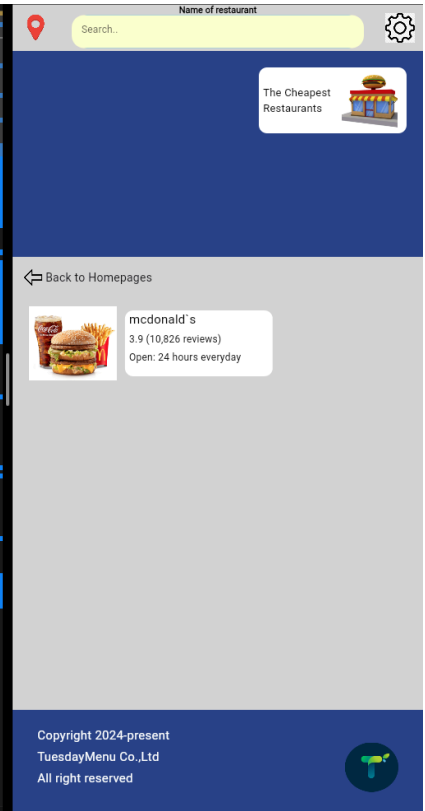 Name of restaurant
Search..
The Cheapest
Restaurants
Back to Homepages
mcdonald`s
3.9 (10,826 reviews)
Open: 24 hours everyday
Copyright 2024-present
TuesdayMenu Co.,Ltd
All right reserved